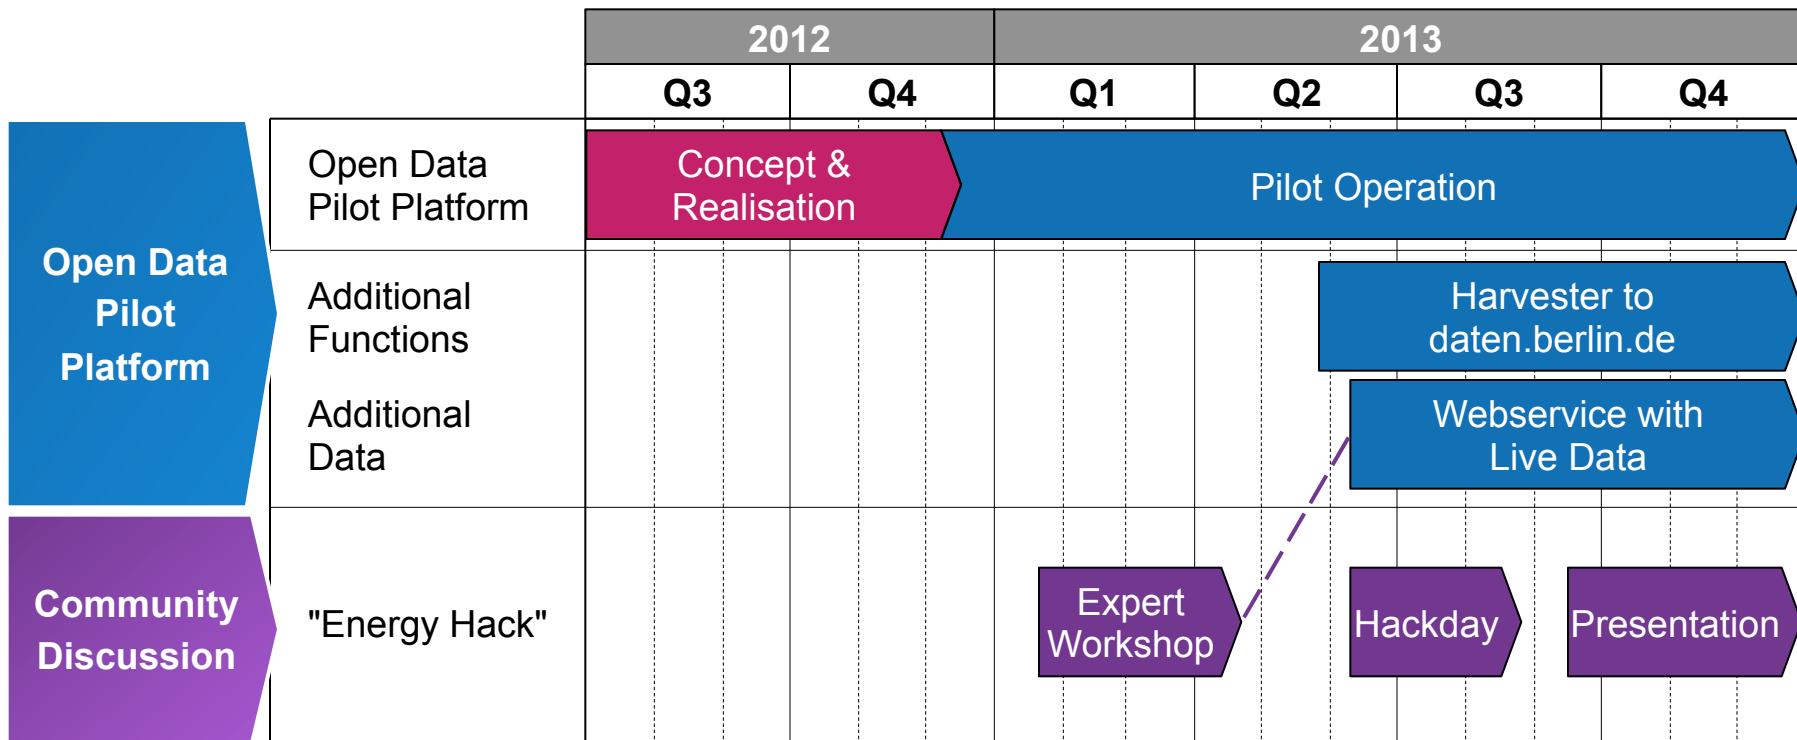 2012
2013
Q3
Q4
Q1
Q2
Q3
Q4
Open Data
Pilot
Platform
Open Data
Pilot Platform
Concept &
Realisation
Pilot Operation
Additional
Functions
Harvester to
daten.berlin.de
Additional
Data
Webservice with
Live Data
Community
Discussion
"Energy Hack"
Expert
Workshop
Hackday
Presentation